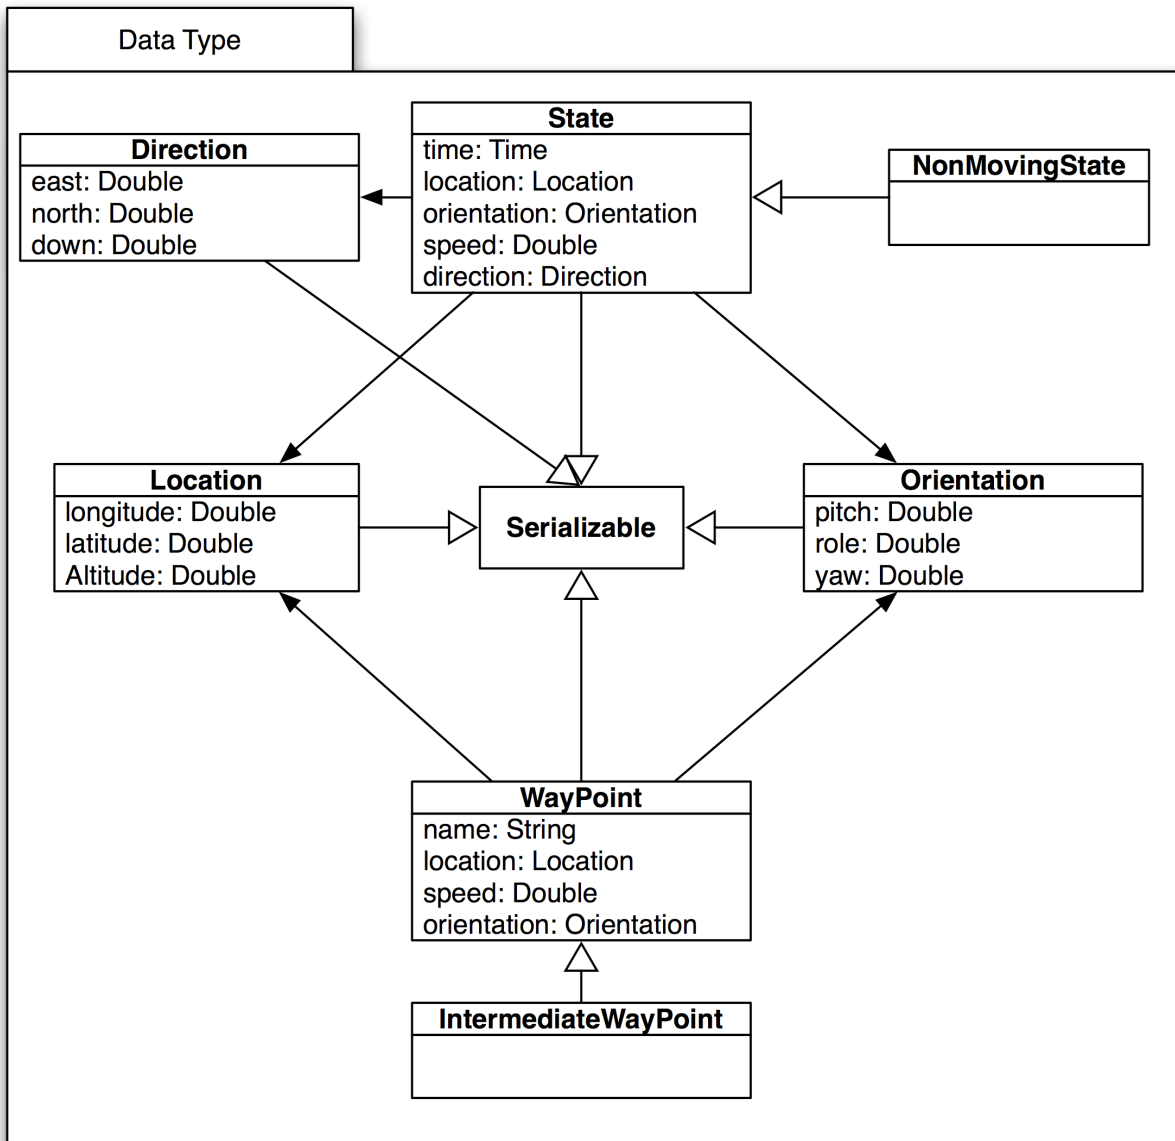 Data Type
State
time: Time
location: Location
orientation: Orientation
speed: Double
direction: Direction
Direction
east: Double
north: Double
down: Double
NonMovingState
Location
longitude: Double
latitude: Double
Altitude: Double
Serializable
Orientation
pitch: Double
role: Double
yaw: Double
WayPoint
name: String
location: Location
speed: Double
orientation: Orientation
IntermediateWayPoint